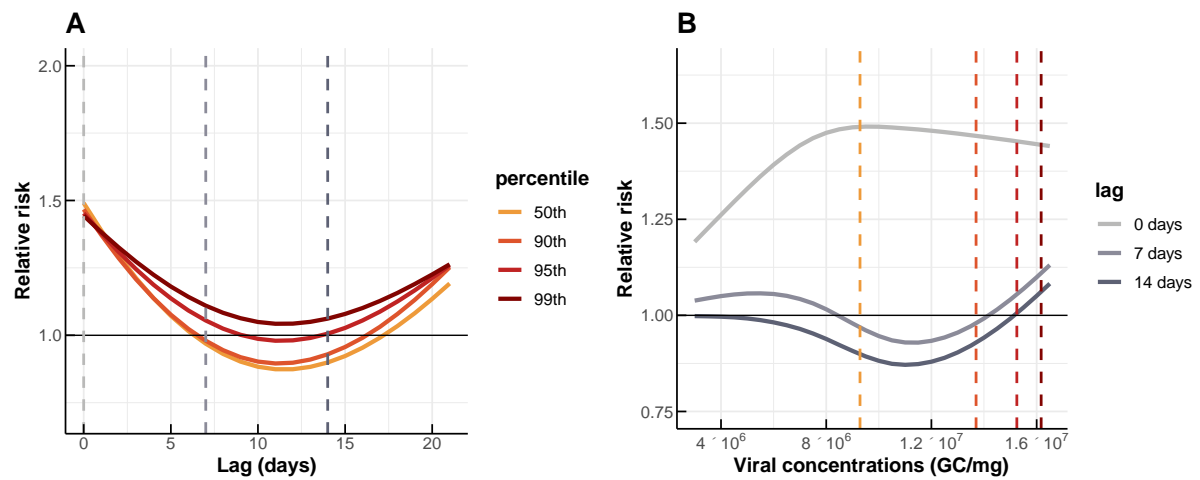 A
2.0
1.5
1.0
Relative risk
0
5
10
15
20
Lag (days)
percentile
50th
90th
95th
99th
B
1.50
1.25
1.00
0.75
Relative risk
4 ´ 10⁶
8 ´ 10⁶
1.2 ´ 10⁷
1.6 ´ 10⁷
Viral concentrations (GC/mg)
lag
0 days
7 days
14 days